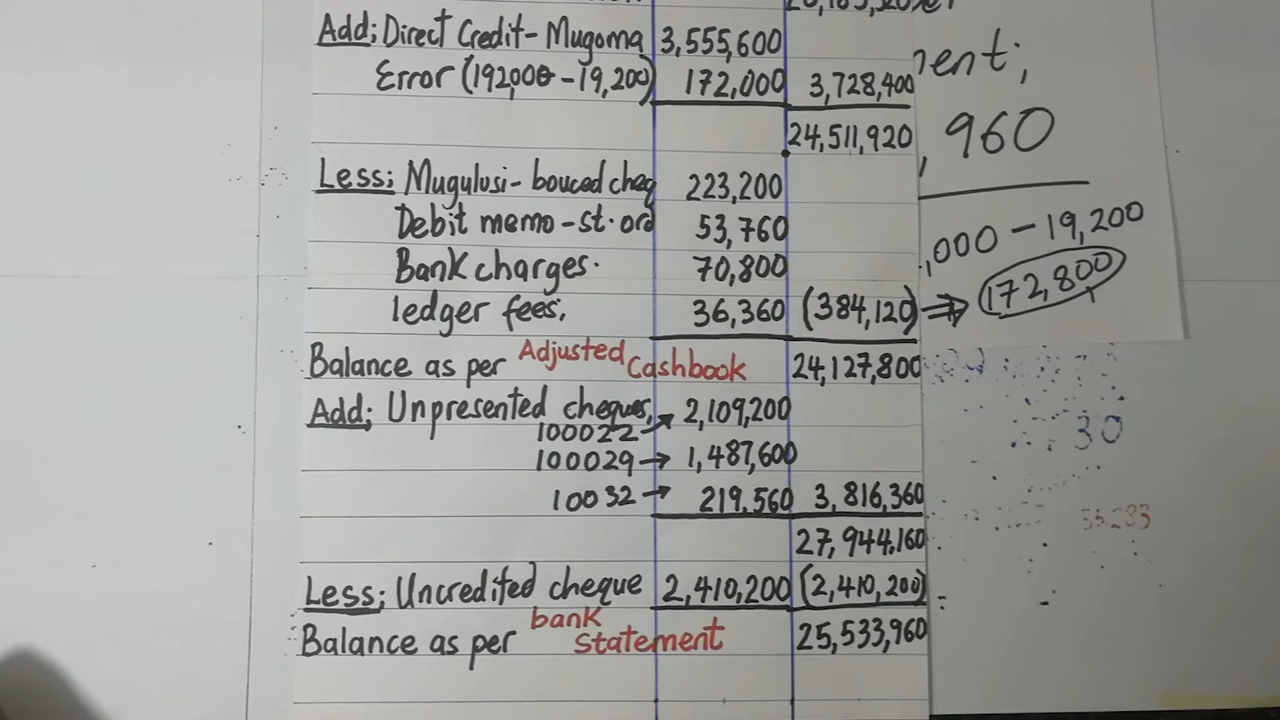 Add; Direct Credit- Mugoma 3,555,600
Error (192,000 - 19,200) 172,000 3,728,400
24,511,920
Less; Mugulusi- bouced cheq 223,200
Debit memo - st. ord 53,760
Bank charges. 70,800
ledger fees, 36,360 (384,120) ⇒
Balance as per Adjusted Cashbook 24,127,800
Add; Unpresented cheques, 2,109,200
100022 →
100029 → 1,487,600
10032 → 219,560 3,816,360
27,944,160
Less; Uncredited cheque 2,410,200 (2,410,200)
Balance as per bank statement 25,533,960
ent;
,960
,000 - 19,200
172,800
30